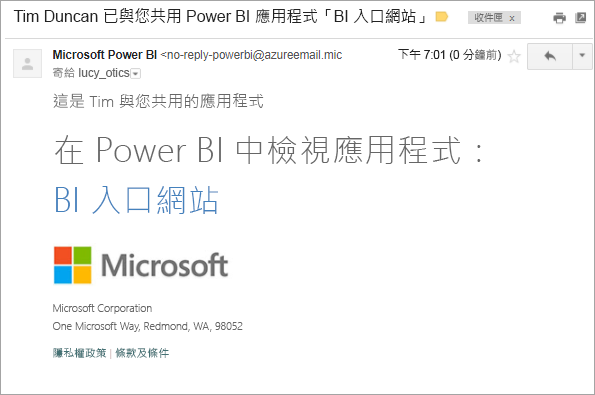 Tim Duncan 已與您共用 Power BI 應用程式「BI 入口網站」 收件匣 x
Microsoft Power BI <no-reply-powerbi@azureemail.mic 下午 7:01 (0 分鐘前)
寄給 lucy_otics
這是 Tim 與您共用的應用程式
在 Power BI 中檢視應用程式：
BI 入口網站
Microsoft
Microsoft Corporation
One Microsoft Way, Redmond, WA, 98052
隱私權政策 | 條款及條件